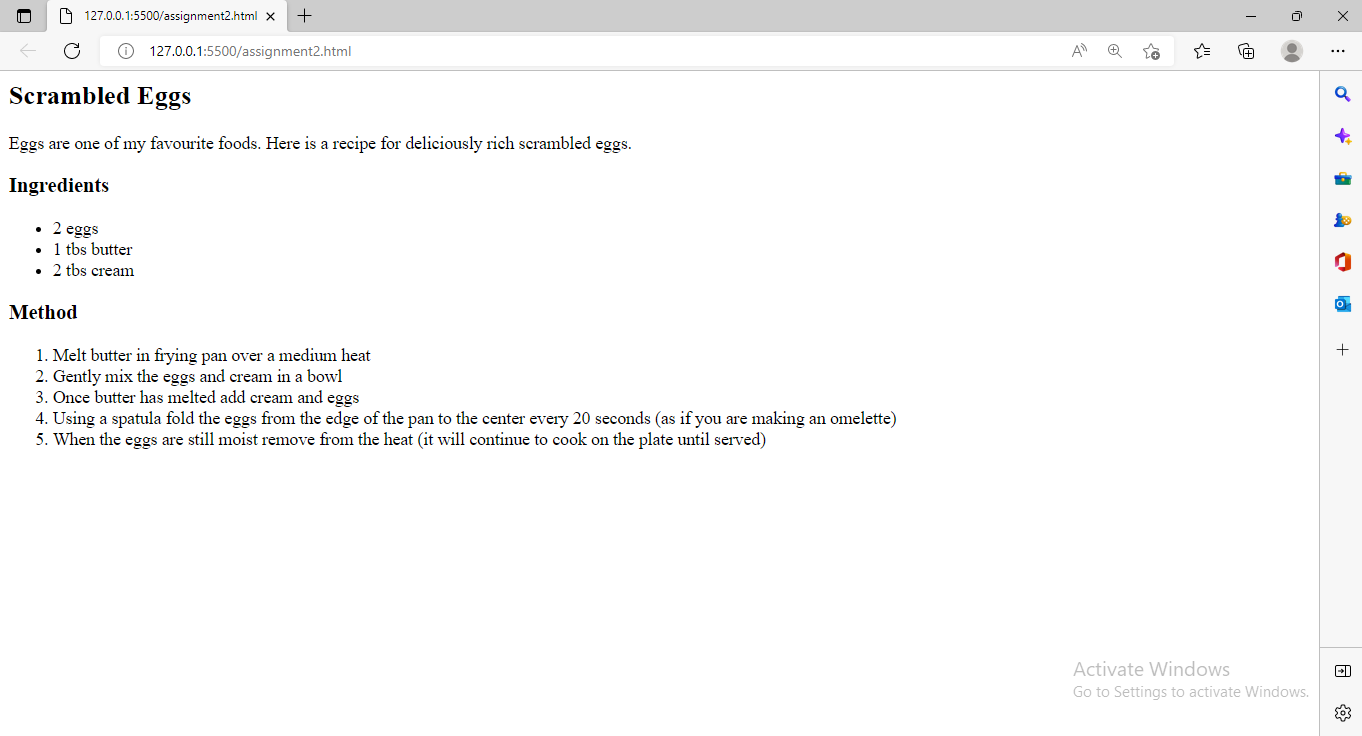 127.0.0.1:5500/assignment2.html
127.0.0.1:5500/assignment2.html
Scrambled Eggs
Eggs are one of my favourite foods. Here is a recipe for deliciously rich scrambled eggs.
Ingredients
• 2 eggs
• 1 tbs butter
• 2 tbs cream
Method
1. Melt butter in frying pan over a medium heat
2. Gently mix the eggs and cream in a bowl
3. Once butter has melted add cream and eggs
4. Using a spatula fold the eggs from the edge of the pan to the center every 20 seconds (as if you are making an omelette)
5. When the eggs are still moist remove from the heat (it will continue to cook on the plate until served)
Activate Windows
Go to Settings to activate Windows.